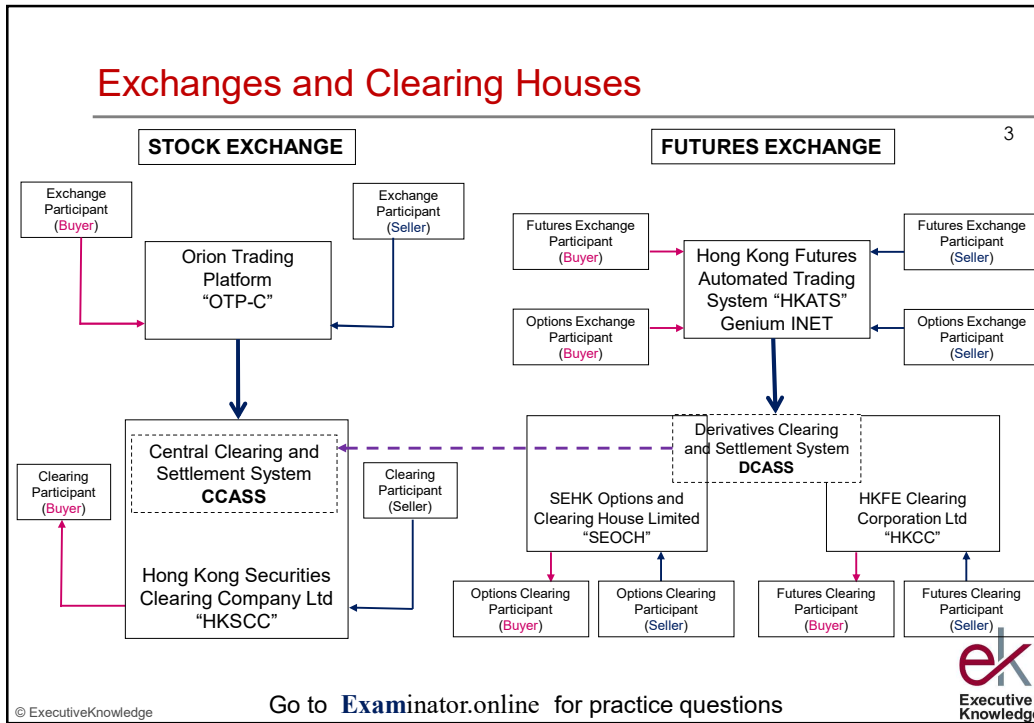 Exchanges and Clearing Houses
3
STOCK EXCHANGE
Exchange
Participant
(Buyer)
Exchange
Participant
(Seller)
Orion Trading
Platform
“OTP-C”
Central Clearing and
Settlement System
CCASS
Clearing
Participant
(Buyer)
Clearing
Participant
(Seller)
Hong Kong Securities
Clearing Company Ltd
“HKSCC”
FUTURES EXCHANGE
Futures Exchange
Participant
(Buyer)
Options Exchange
Participant
(Buyer)
Hong Kong Futures
Automated Trading
System “HKATS”
Genium INET
Futures Exchange
Participant
(Seller)
Options Exchange
Participant
(Seller)
Derivatives Clearing
and Settlement System
DCASS
SEHK Options and
Clearing House Limited
“SEOCH”
HKFE Clearing
Corporation Ltd
“HKCC”
Options Clearing
Participant
(Buyer)
Options Clearing
Participant
(Seller)
Futures Clearing
Participant
(Buyer)
Futures Clearing
Participant
(Seller)
© ExecutiveKnowledge
Go to Examinator.online for practice questions
ek
Executive
Knowledge